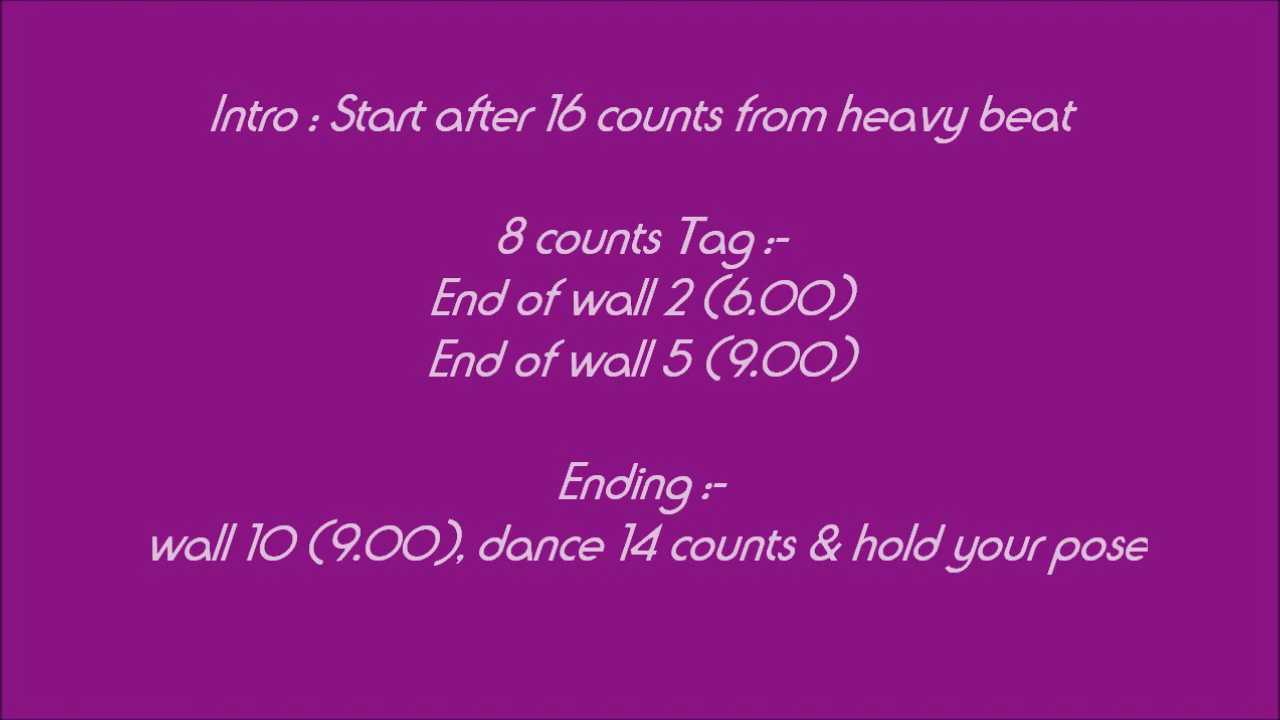 Intro : Start after 16 counts from heavy beat
8 counts Tag :-
End of wall 2 (6.00)
End of wall 5 (9.00)
Ending :-
wall 10 (9.00), dance 14 counts & hold your pose